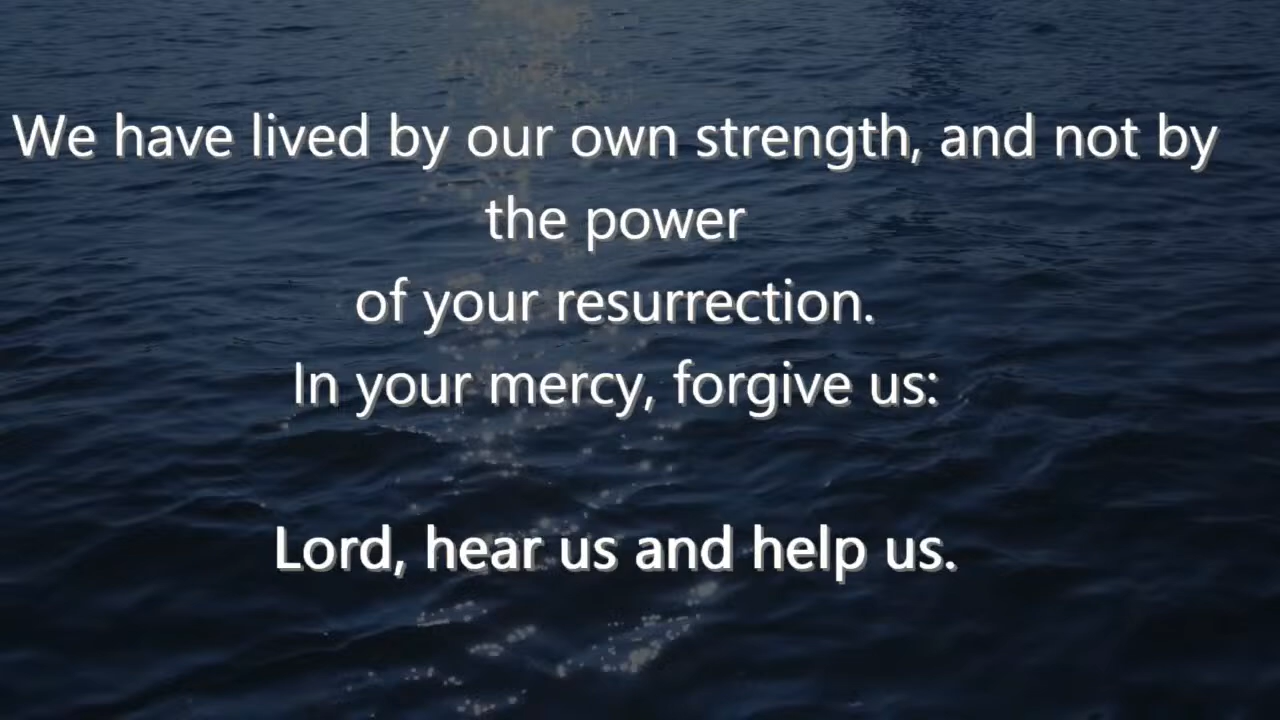 We have lived by our own strength, and not by
the power
of your resurrection.
In your mercy, forgive us:
Lord, hear us and help us.